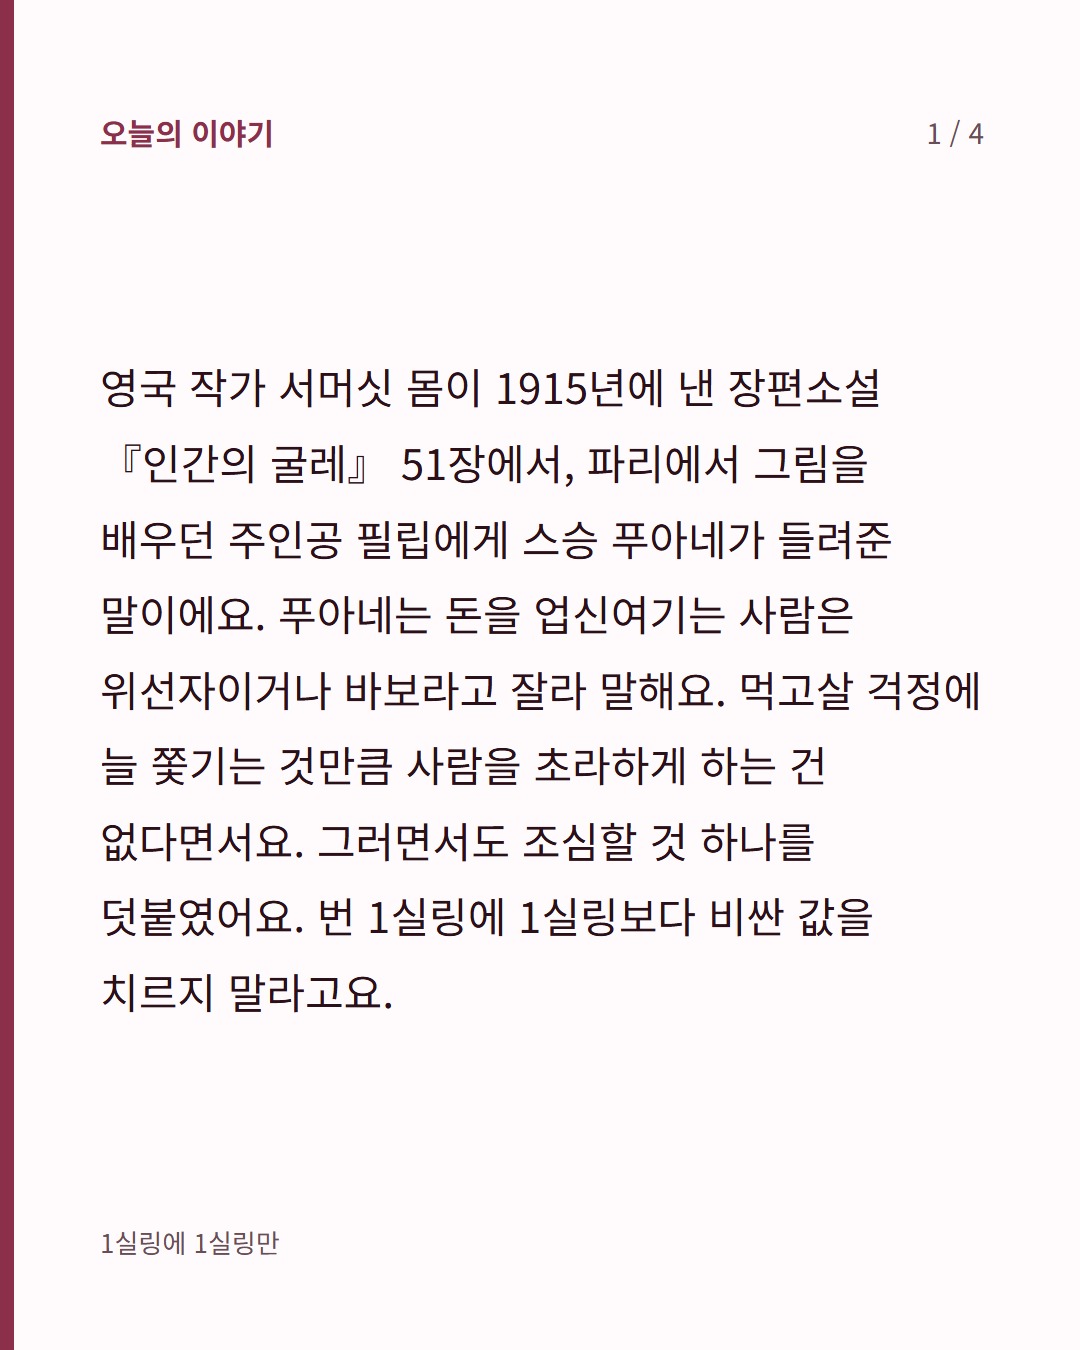 오늘의 이야기
1 / 4
영국 작가 서머싯 몸이 1915년에 낸 장편소설
『인간의 굴레』 51장에서, 파리에서 그림을
배우던 주인공 필립에게 스승 푸아네가 들려준
말이에요. 푸아네는 돈을 업신여기는 사람은
위선자이거나 바보라고 잘라 말해요. 먹고살 걱정에
늘 쫓기는 것만큼 사람을 초라하게 하는 건
없다면서요. 그러면서도 조심할 것 하나를
덧붙였어요. 번 1실링에 1실링보다 비싼 값을
치르지 말라고요.
1실링에 1실링만